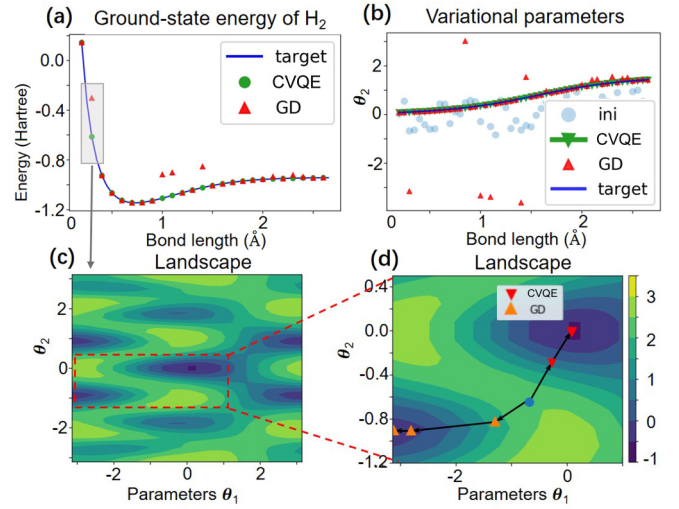 (a) Ground-state energy of H₂
Energy (Hartree)
0.0
-0.4
-0.8
-1.2
0
1
2
Bond length (Å)
target
CVQE
GD
(b) Variational parameters
θ₂
2
0
-2
0
1
2
Bond length (Å)
ini
CVQE
GD
target
(c) Landscape
θ₂
2
0
-2
-2
0
2
Parameters θ₁
(d) Landscape
θ₂
0.4
0.0
-0.4
-0.8
-1.2
-2
0
Parameters θ₁
CVQE
GD
3
2
1
0
-1